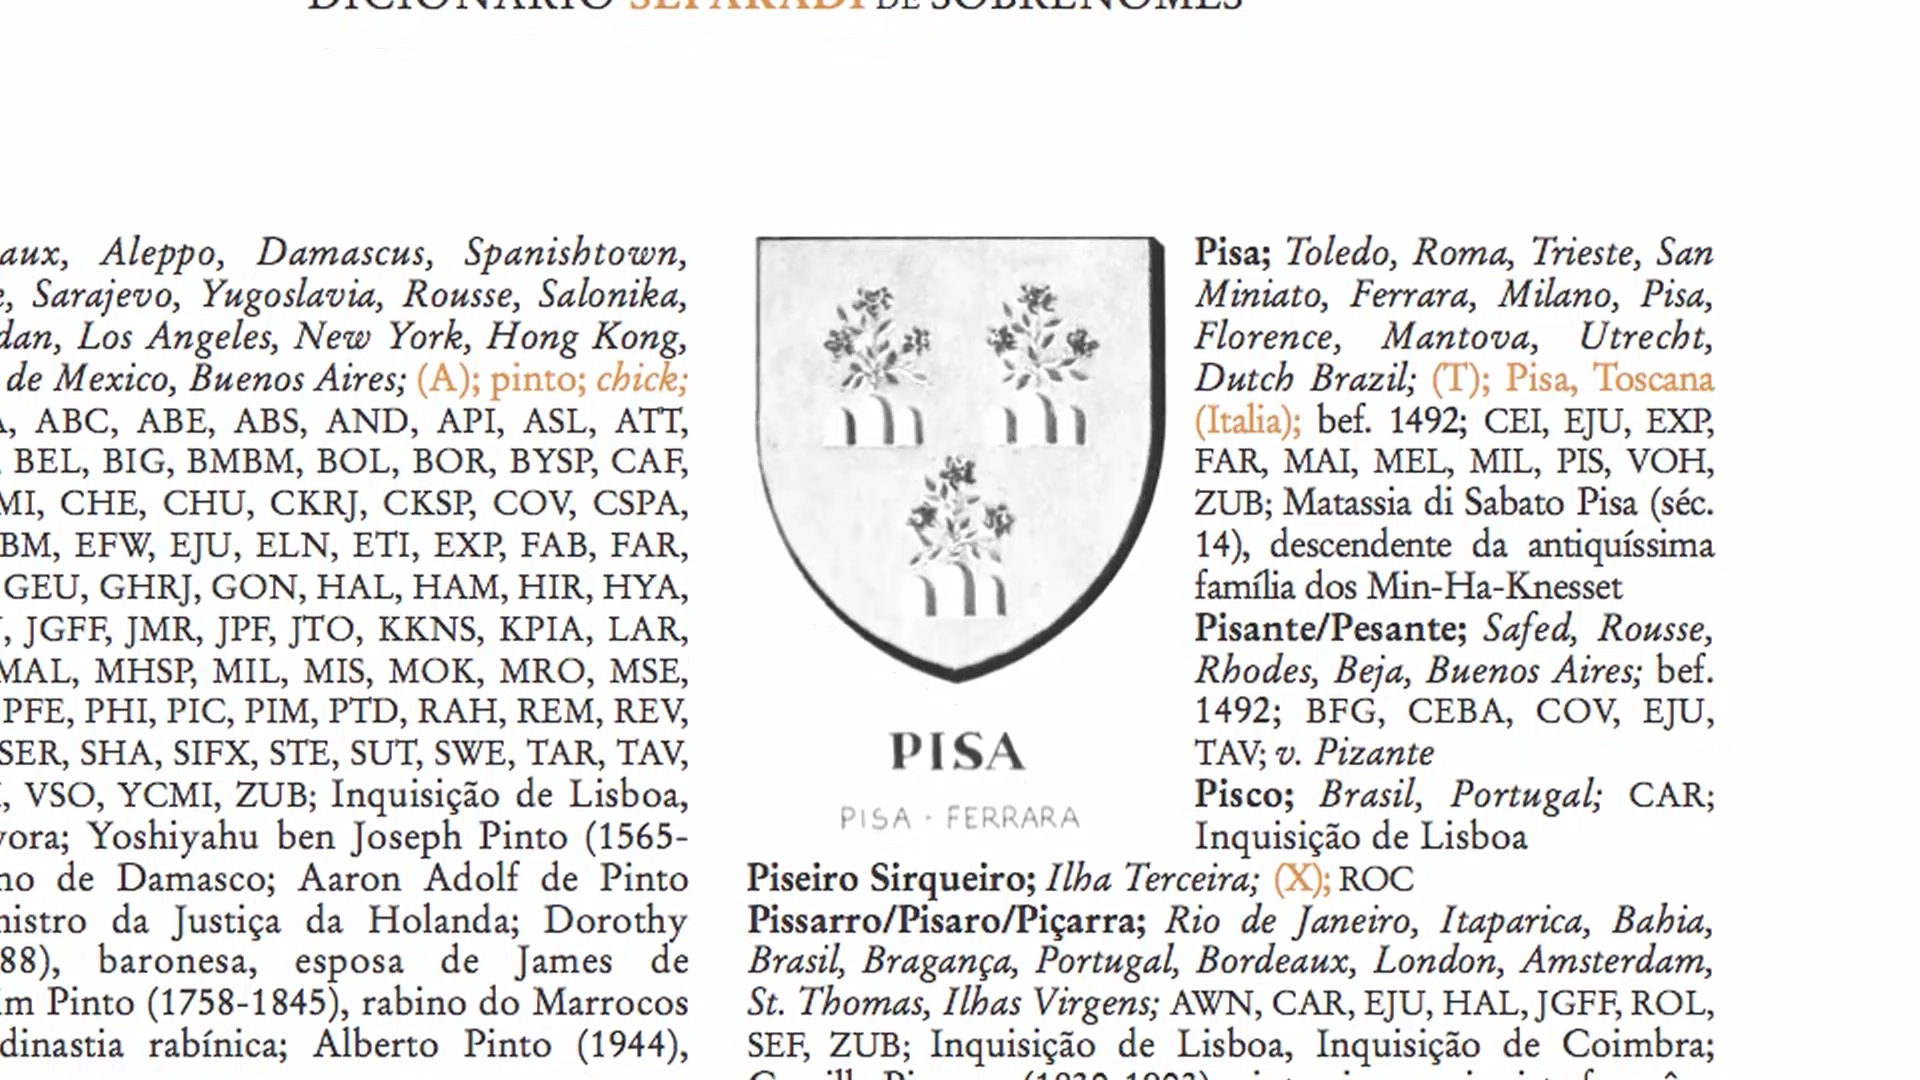 DICIONÁRIO SEFARADI DE SOBRENOMES
Aleppo, Damascus, Spanishtown,
Sarajevo, Yugoslavia, Rousse, Salonika,
Los Angeles, New York, Hong Kong,
de Mexico, Buenos Aires; (A); pinto; chick;
ABC, ABE, ABS, AND, API, ASL, ATT,
BEL, BIG, BMBM, BOL, BOR, BYSP, CAF,
CHE, CHU, CKRJ, CKSP, COV, CSPA,
EFW, EJU, ELN, ETI, EXP, FAB, FAR,
GEU, GHRJ, GON, HAL, HAM, HIR, HYA,
JGFF, JMR, JPF, JTO, KKNS, KPIA, LAR,
MAL, MHSP, MIL, MIS, MOK, MRO, MSE,
PFE, PHI, PIC, PIM, PTD, RAH, REM, REV,
SER, SHA, SIFX, STE, SUT, SWE, TAR, TAV,
VSO, YCMI, ZUB; Inquisição de Lisboa,
Yoshiyahu ben Joseph Pinto (1565-
de Damasco; Aaron Adolf de Pinto
da Justiça da Holanda; Dorothy
88), baronesa, esposa de James de
Pinto (1758-1845), rabino do Marrocos
dinastia rabínica; Alberto Pinto (1944),
PISA
PISA · FERRARA
Pisa; Toledo, Roma, Trieste, San
Miniato, Ferrara, Milano, Pisa,
Florence, Mantova, Utrecht,
Dutch Brazil; (T); Pisa, Toscana
(Italia); bef. 1492; CEI, EJU, EXP,
FAR, MAI, MEL, MIL, PIS, VOH,
ZUB; Matassia di Sabato Pisa (séc.
14), descendente da antiquíssima
família dos Min-Ha-Knesset
Pisante/Pesante; Safed, Rousse,
Rhodes, Beja, Buenos Aires; bef.
1492; BFG, CEBA, COV, EJU,
TAV; v. Pizante
Pisco; Brasil, Portugal; CAR;
Inquisição de Lisboa
Piseiro Sirqueiro; Ilha Terceira; (X); ROC
Pissarro/Pisaro/Piçarra; Rio de Janeiro, Itaparica, Bahia,
Brasil, Bragança, Portugal, Bordeaux, London, Amsterdam,
St. Thomas, Ilhas Virgens; AWN, CAR, EJU, HAL, JGFF, ROL,
SEF, ZUB; Inquisição de Lisboa, Inquisição de Coimbra;